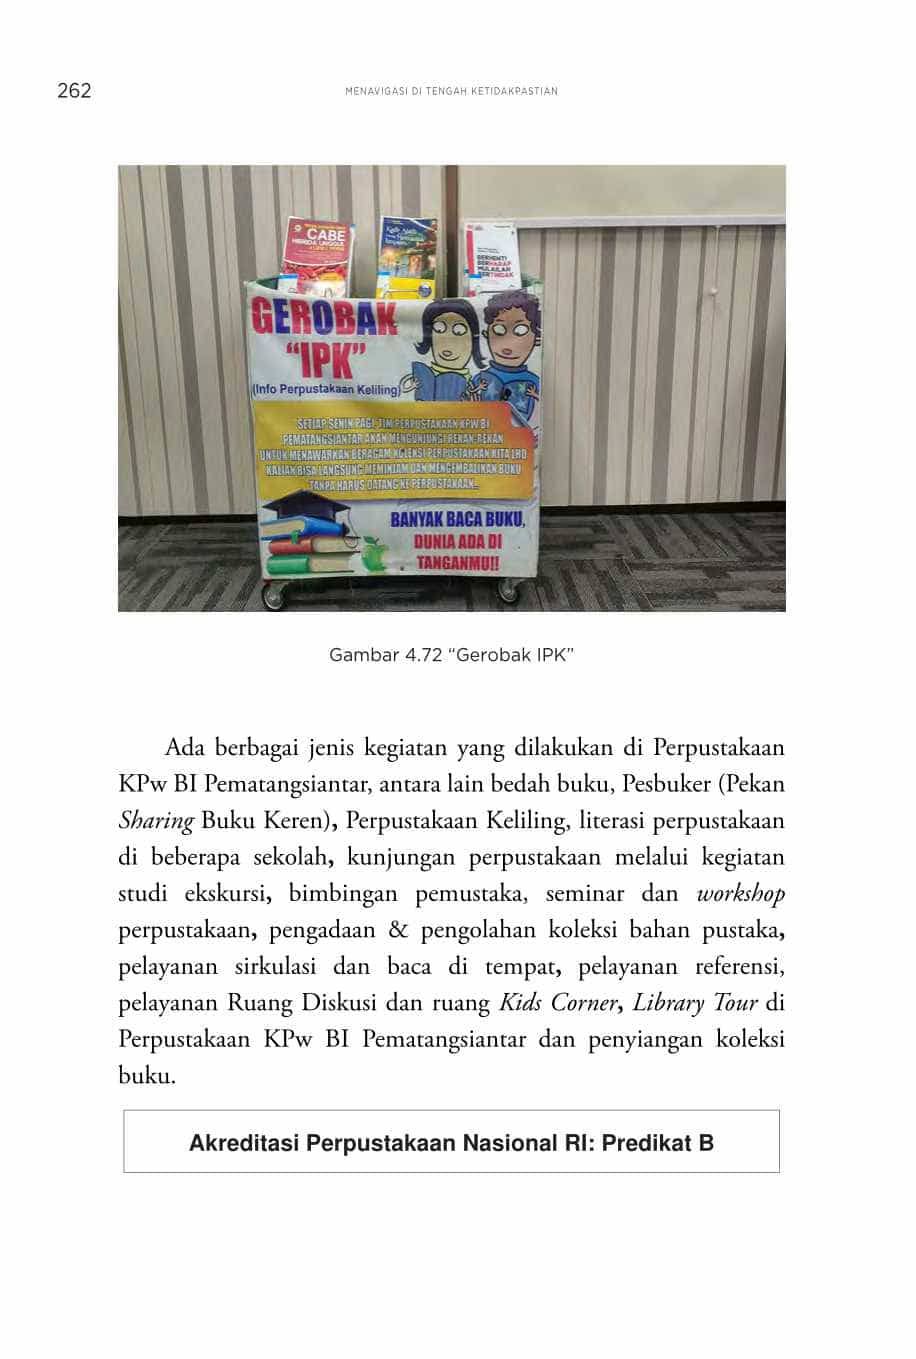 262
MENAVIGASI DI TENGAH KETIDAKPASTIAN
CABE
HIBRIDA UNGGUL
BERHENTI
BERHARAP
MULAILAH
BERTINDAK
GEROBAK
“IPK”
(Info Perpustakaan Keliling)
SETIAP SENIN PAGI, TIM PERPUSTAKAAN KPW BI
PEMATANGSIANTAR AKAN MENGUNJUNGI REKAN-REKAN
UNTUK MENAWARKAN BERAGAM KOLEKSI PERPUSTAKAAN KITA LHO
KALIAN BISA LANGSUNG MEMINJAM DAN MENGEMBALIKAN BUKU
TANPA HARUS DATANG KE PERPUSTAKAAN...
BANYAK BACA BUKU,
DUNIA ADA DI
TANGANMU!!
Gambar 4.72 “Gerobak IPK”
Ada berbagai jenis kegiatan yang dilakukan di Perpustakaan
KPw BI Pematangsiantar, antara lain bedah buku, Pesbuker (Pekan
Sharing Buku Keren), Perpustakaan Keliling, literasi perpustakaan
di beberapa sekolah, kunjungan perpustakaan melalui kegiatan
studi ekskursi, bimbingan pemustaka, seminar dan workshop
perpustakaan, pengadaan & pengolahan koleksi bahan pustaka,
pelayanan sirkulasi dan baca di tempat, pelayanan referensi,
pelayanan Ruang Diskusi dan ruang Kids Corner, Library Tour di
Perpustakaan KPw BI Pematangsiantar dan penyiangan koleksi
buku.
Akreditasi Perpustakaan Nasional RI: Predikat B